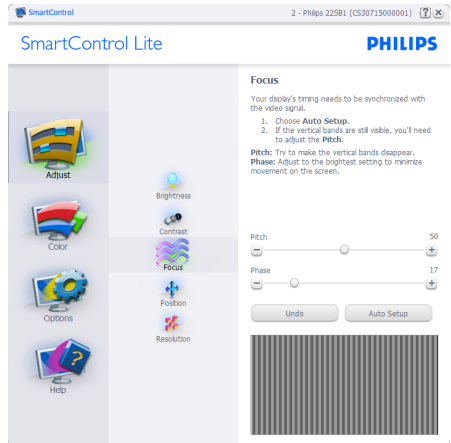 SmartControl
2 - Philips 225B1 (CS30715000001)
?
SmartControl Lite
PHILIPS
Adjust
Color
Options
Help
Brightness
Contrast
Focus
Position
Resolution
Focus
Your display's timing needs to be synchronized with
the video signal.
1. Choose Auto Setup.
2. If the vertical bands are still visible, you'll need
to adjust the Pitch.
Pitch: Try to make the vertical bands disappear.
Phase: Adjust to the brightest setting to minimize
movement on the screen.
Pitch 50
Phase 17
Undo Auto Setup